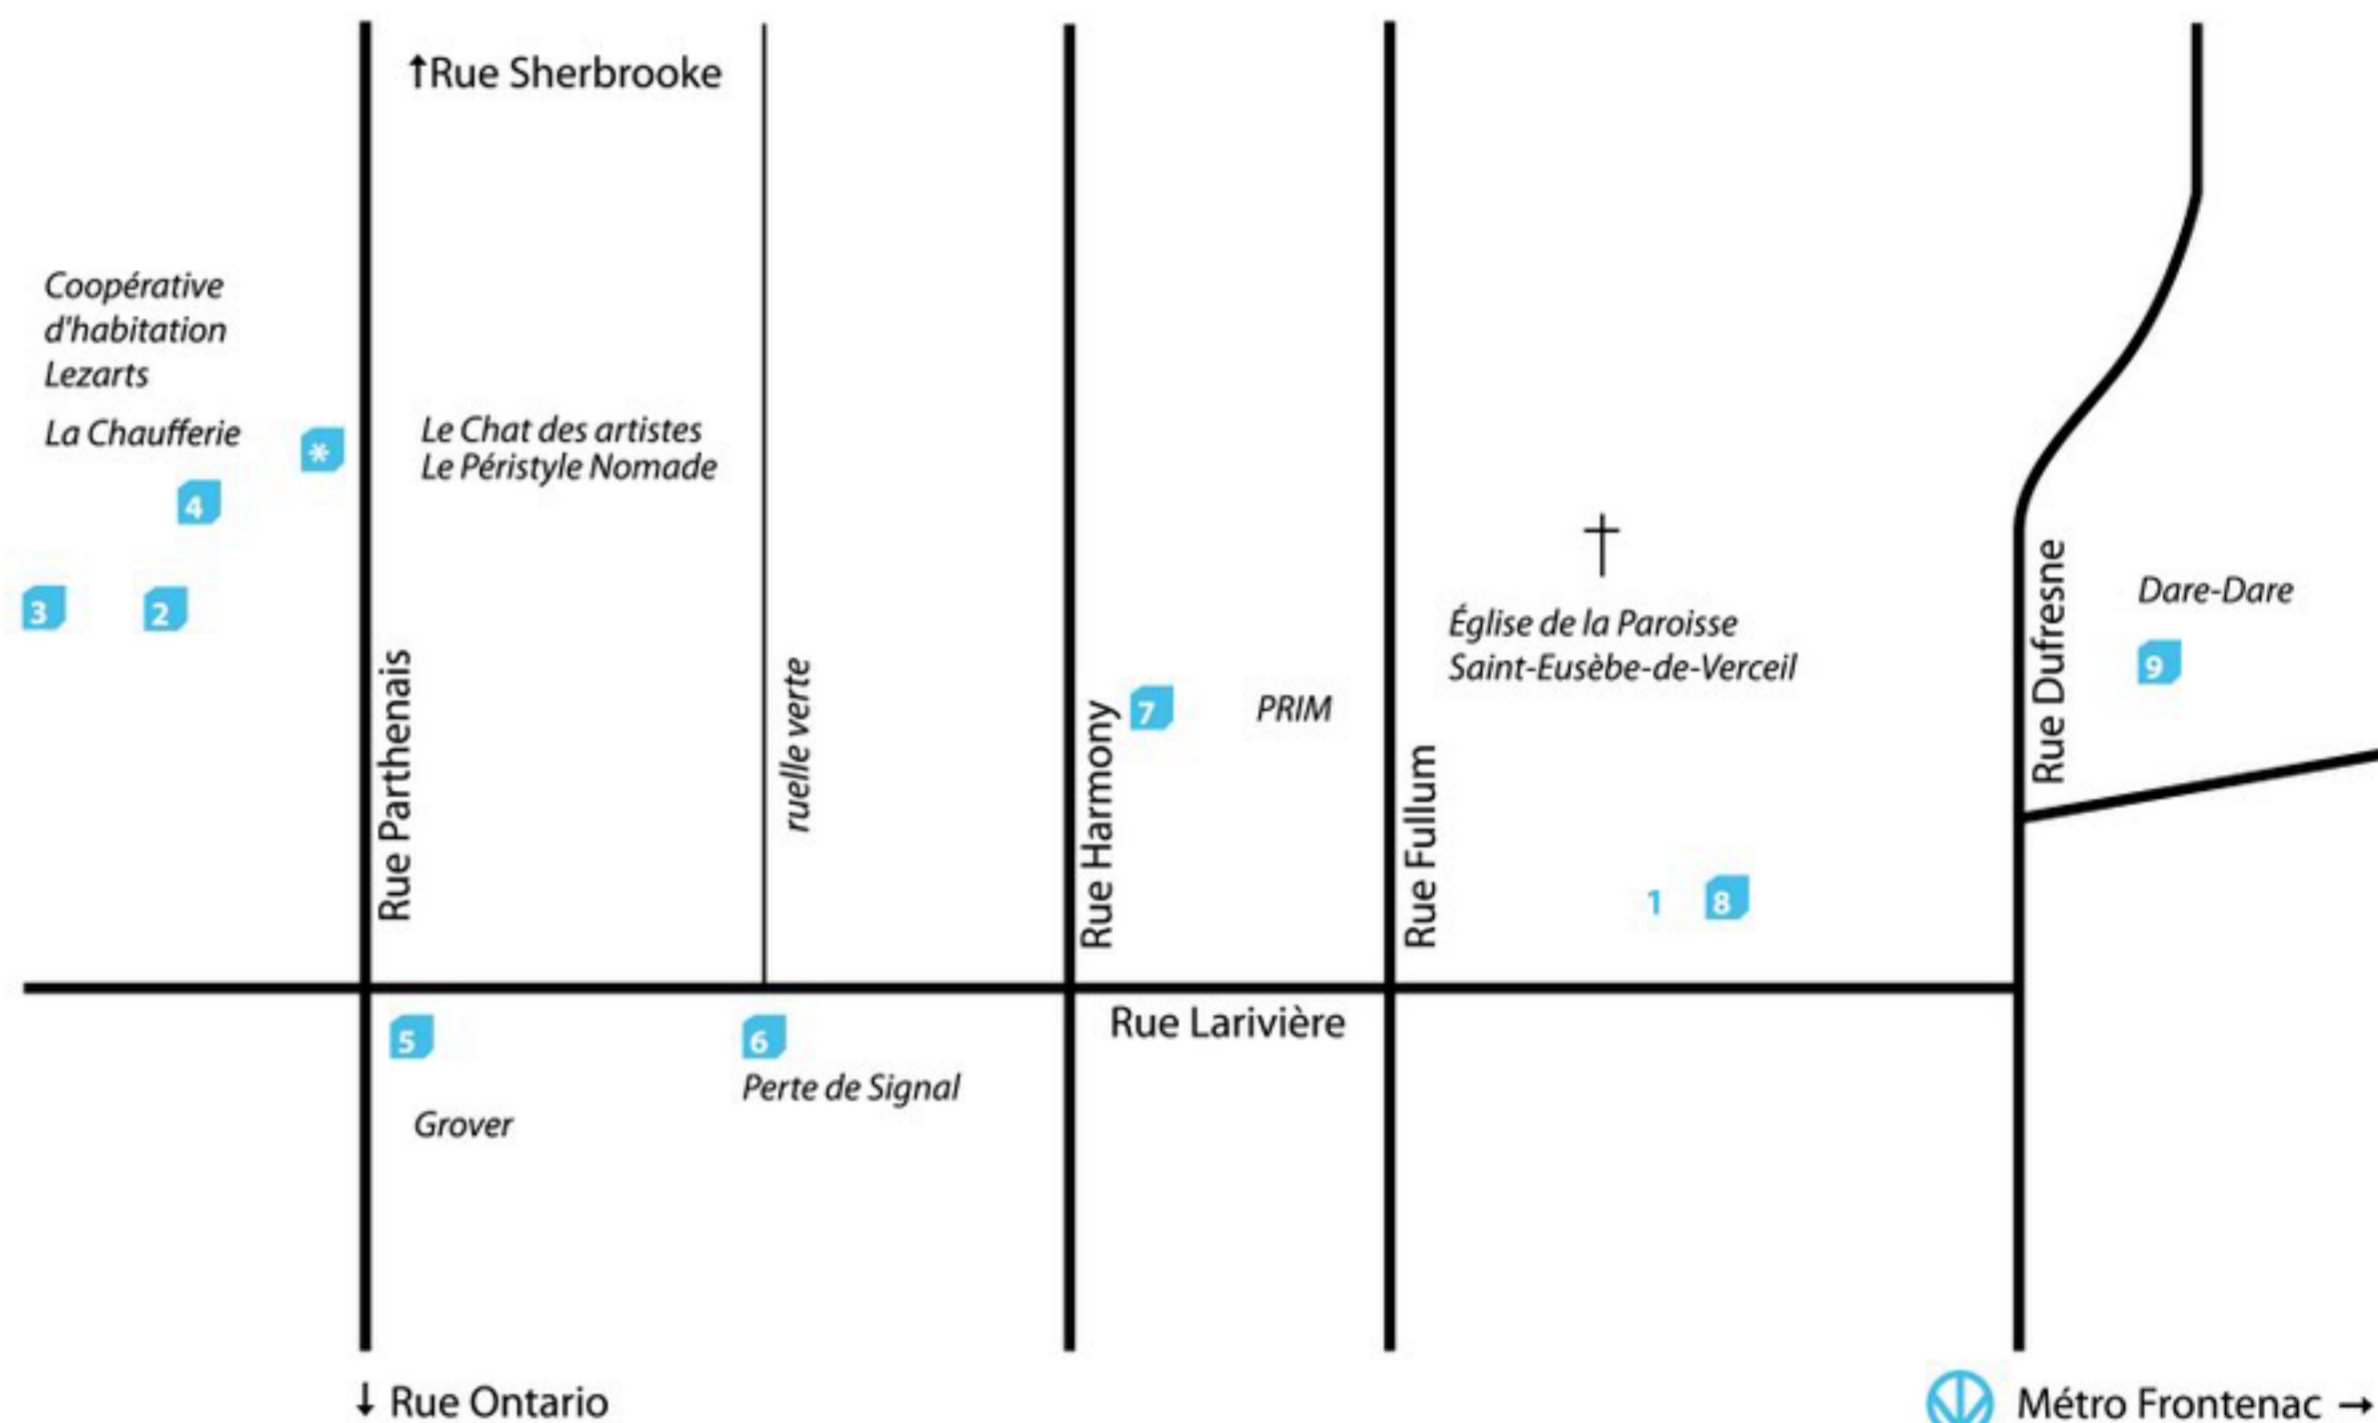 ↑Rue Sherbrooke
Coopérative
d'habitation
Lezarts
La Chaufferie
*
Le Chat des artistes
Le Péristyle Nomade
4
3
2
Rue Parthenais
ruelle verte
Rue Harmony
7
PRIM
Rue Fullum
Église de la Paroisse
Saint-Eusèbe-de-Verceil
Rue Dufresne
Dare-Dare
9
1
8
5
Grover
6
Perte de Signal
Rue Larivière
↓ Rue Ontario
Métro Frontenac →